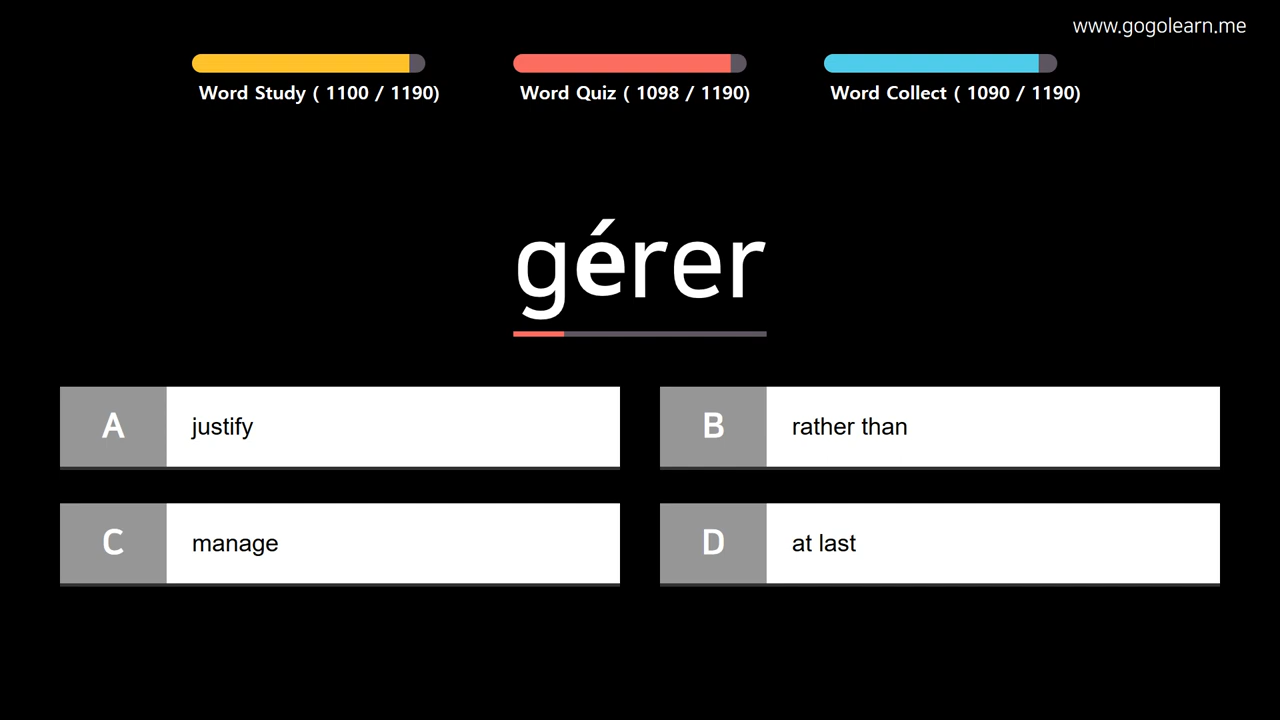 www.gogolearn.me
Word Study ( 1100 / 1190)
Word Quiz ( 1098 / 1190)
Word Collect ( 1090 / 1190)
gérer
A justify
B rather than
C manage
D at last